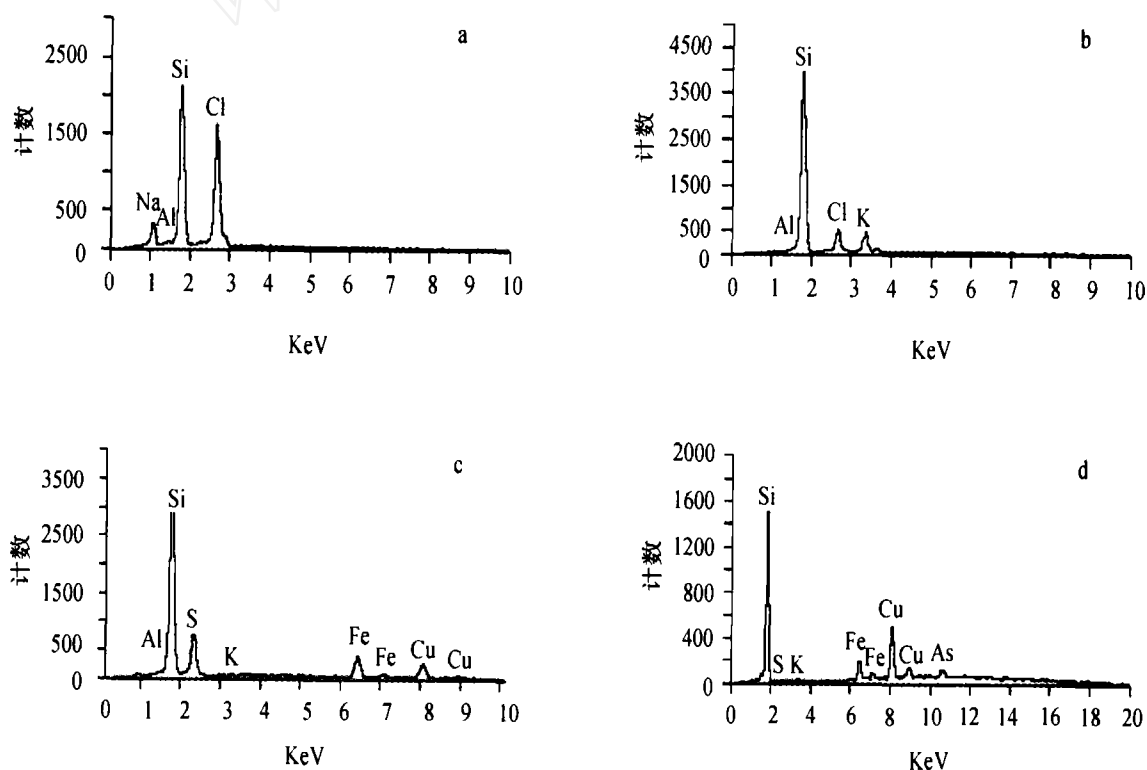 a
2500
1500
500
0
计数
Si
Cl
Na
Al
0 1 2 3 4 5 6 7 8 9 10
KeV
b
4500
3500
2500
1500
500
0
计数
Si
Al
Cl
K
0 1 2 3 4 5 6 7 8 9 10
KeV
c
3500
2500
1500
500
0
计数
Si
Al
S
K
Fe
Fe
Cu
Cu
0 1 2 3 4 5 6 7 8 9 10
KeV
d
2000
1600
1200
800
400
0
计数
Si
S K
Fe
Fe
Cu
Cu
As
0 2 4 6 8 10 12 14 16 18 20
KeV